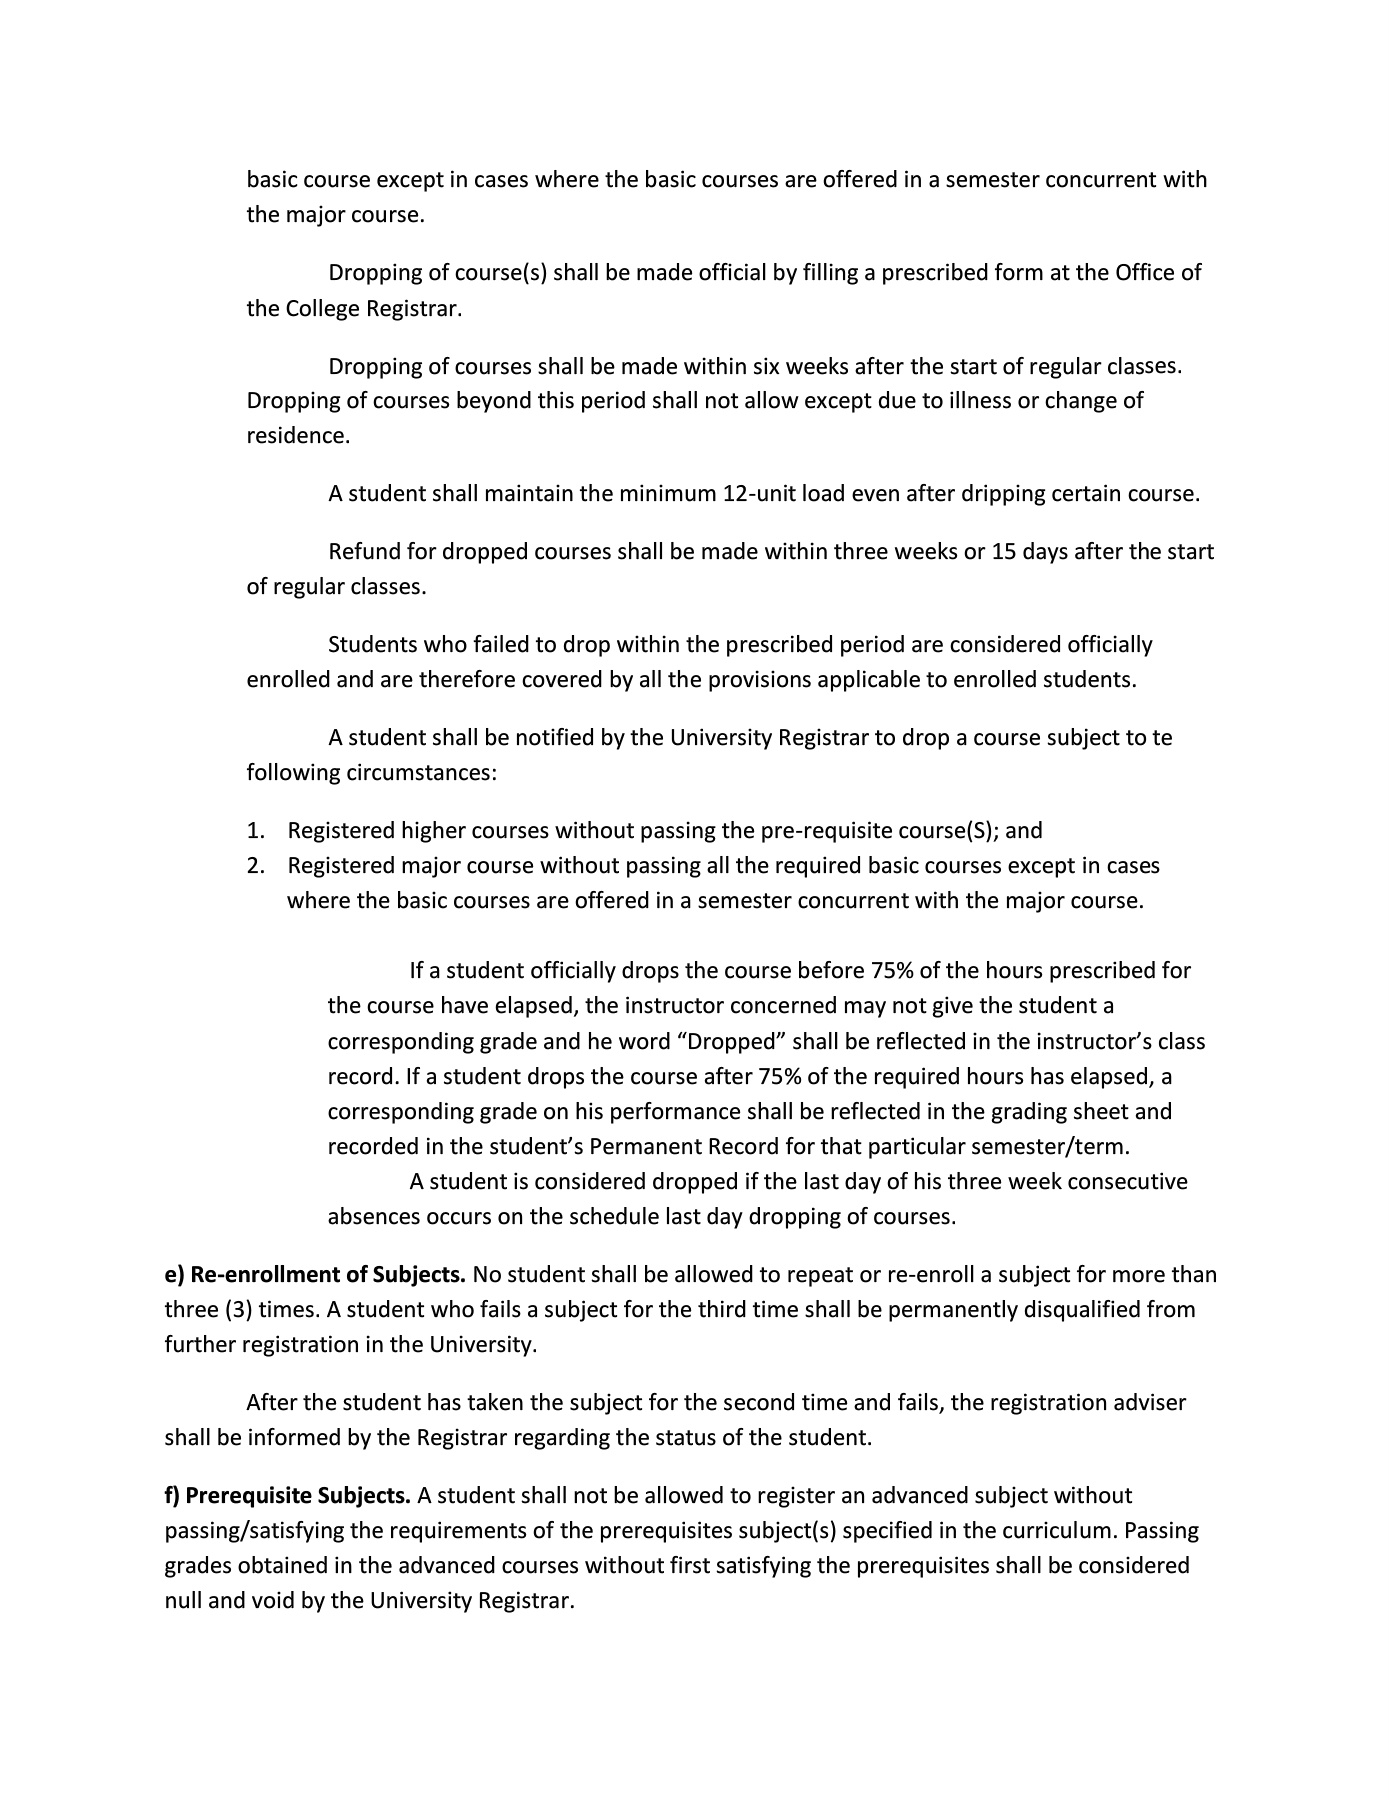 basic course except in cases where the basic courses are offered in a semester concurrent with
the major course.
Dropping of course(s) shall be made official by filling a prescribed form at the Office of
the College Registrar.
Dropping of courses shall be made within six weeks after the start of regular classes.
Dropping of courses beyond this period shall not allow except due to illness or change of
residence.
A student shall maintain the minimum 12-unit load even after dripping certain course.
Refund for dropped courses shall be made within three weeks or 15 days after the start
of regular classes.
Students who failed to drop within the prescribed period are considered officially
enrolled and are therefore covered by all the provisions applicable to enrolled students.
A student shall be notified by the University Registrar to drop a course subject to te
following circumstances:
1. Registered higher courses without passing the pre-requisite course(S); and
2. Registered major course without passing all the required basic courses except in cases
where the basic courses are offered in a semester concurrent with the major course.
If a student officially drops the course before 75% of the hours prescribed for
the course have elapsed, the instructor concerned may not give the student a
corresponding grade and he word “Dropped” shall be reflected in the instructor’s class
record. If a student drops the course after 75% of the required hours has elapsed, a
corresponding grade on his performance shall be reflected in the grading sheet and
recorded in the student’s Permanent Record for that particular semester/term.
A student is considered dropped if the last day of his three week consecutive
absences occurs on the schedule last day dropping of courses.
e) Re-enrollment of Subjects. No student shall be allowed to repeat or re-enroll a subject for more than
three (3) times. A student who fails a subject for the third time shall be permanently disqualified from
further registration in the University.
After the student has taken the subject for the second time and fails, the registration adviser
shall be informed by the Registrar regarding the status of the student.
f) Prerequisite Subjects. A student shall not be allowed to register an advanced subject without
passing/satisfying the requirements of the prerequisites subject(s) specified in the curriculum. Passing
grades obtained in the advanced courses without first satisfying the prerequisites shall be considered
null and void by the University Registrar.